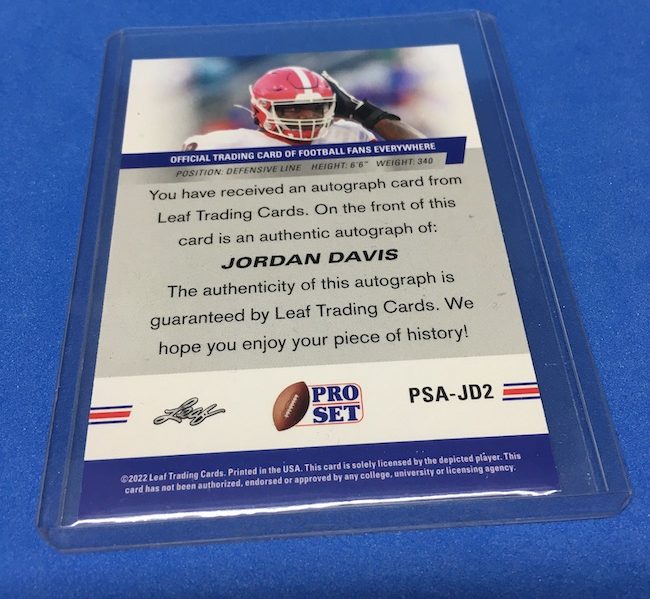 OFFICIAL TRADING CARD OF FOOTBALL FANS EVERYWHERE
POSITION: DEFENSIVE LINE HEIGHT: 6'6" WEIGHT: 340
You have received an autograph card from
Leaf Trading Cards. On the front of this
card is an authentic autograph of:
JORDAN DAVIS
The authenticity of this autograph is
guaranteed by Leaf Trading Cards. We
hope you enjoy your piece of history!
Leaf
PRO
SET
PSA-JD2
©2022 Leaf Trading Cards. Printed in the USA. This card is solely licensed by the depicted player. This
card has not been authorized, endorsed or approved by any college, university or licensing agency.